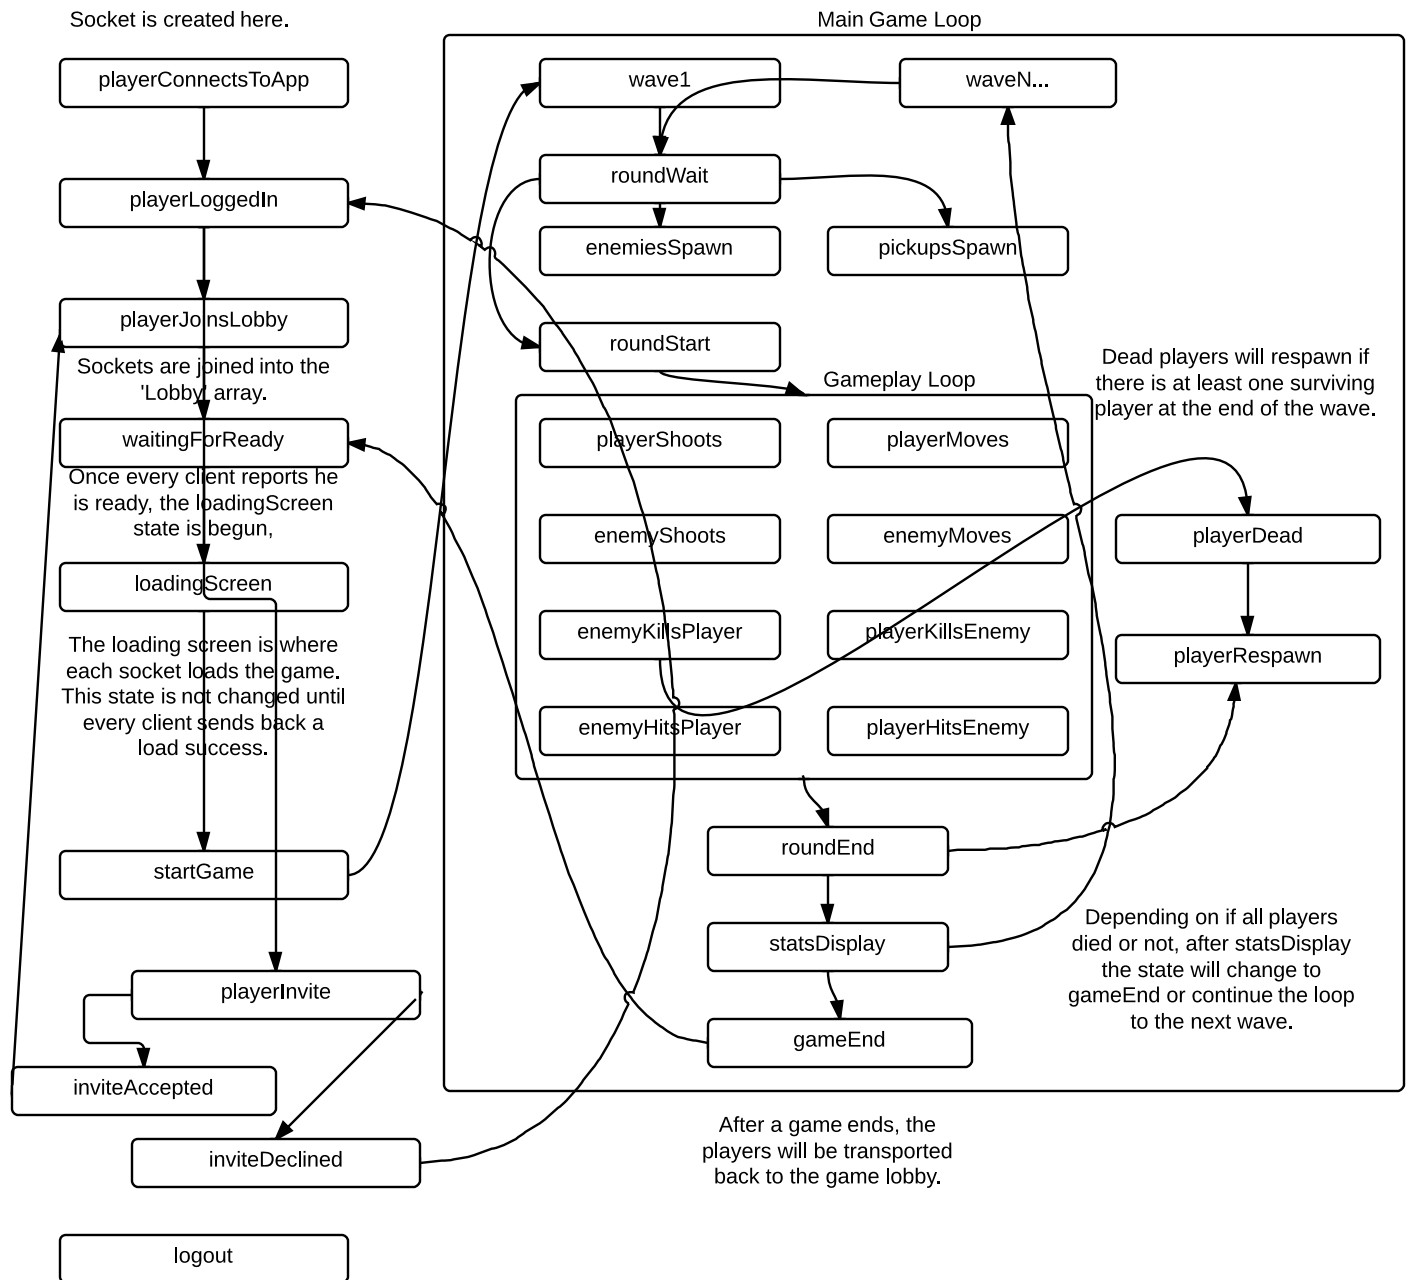 Socket is created here.
playerConnectsToApp
playerLoggedIn
playerJoinsLobby
Sockets are joined into the
'Lobby' array.
waitingForReady
Once every client reports he
is ready, the loadingScreen
state is begun,
loadingScreen
The loading screen is where
each socket loads the game.
This state is not changed until
every client sends back a
load success.
startGame
playerInvite
inviteAccepted
inviteDeclined
logout
Main Game Loop
wave1
waveN...
roundWait
enemiesSpawn
pickupsSpawn
roundStart
Gameplay Loop
playerShoots
playerMoves
enemyShoots
enemyMoves
enemyKillsPlayer
playerKillsEnemy
enemyHitsPlayer
playerHitsEnemy
Dead players will respawn if
there is at least one surviving
player at the end of the wave.
playerDead
playerRespawn
roundEnd
statsDisplay
gameEnd
Depending on if all players
died or not, after statsDisplay
the state will change to
gameEnd or continue the loop
to the next wave.
After a game ends, the
players will be transported
back to the game lobby.